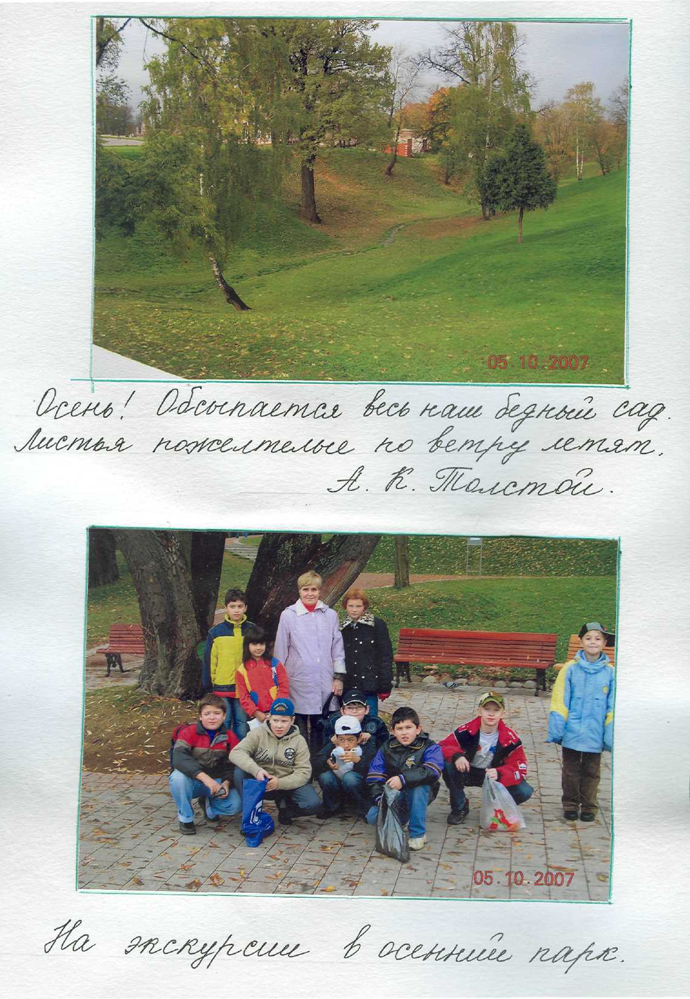 05.10.2007
Осень! Обсыпается весь наш бедный сад.
Листья пожелтелые по ветру летят.
А. К. Толстой.
05.10.2007
На экскурсии в осенний парк.